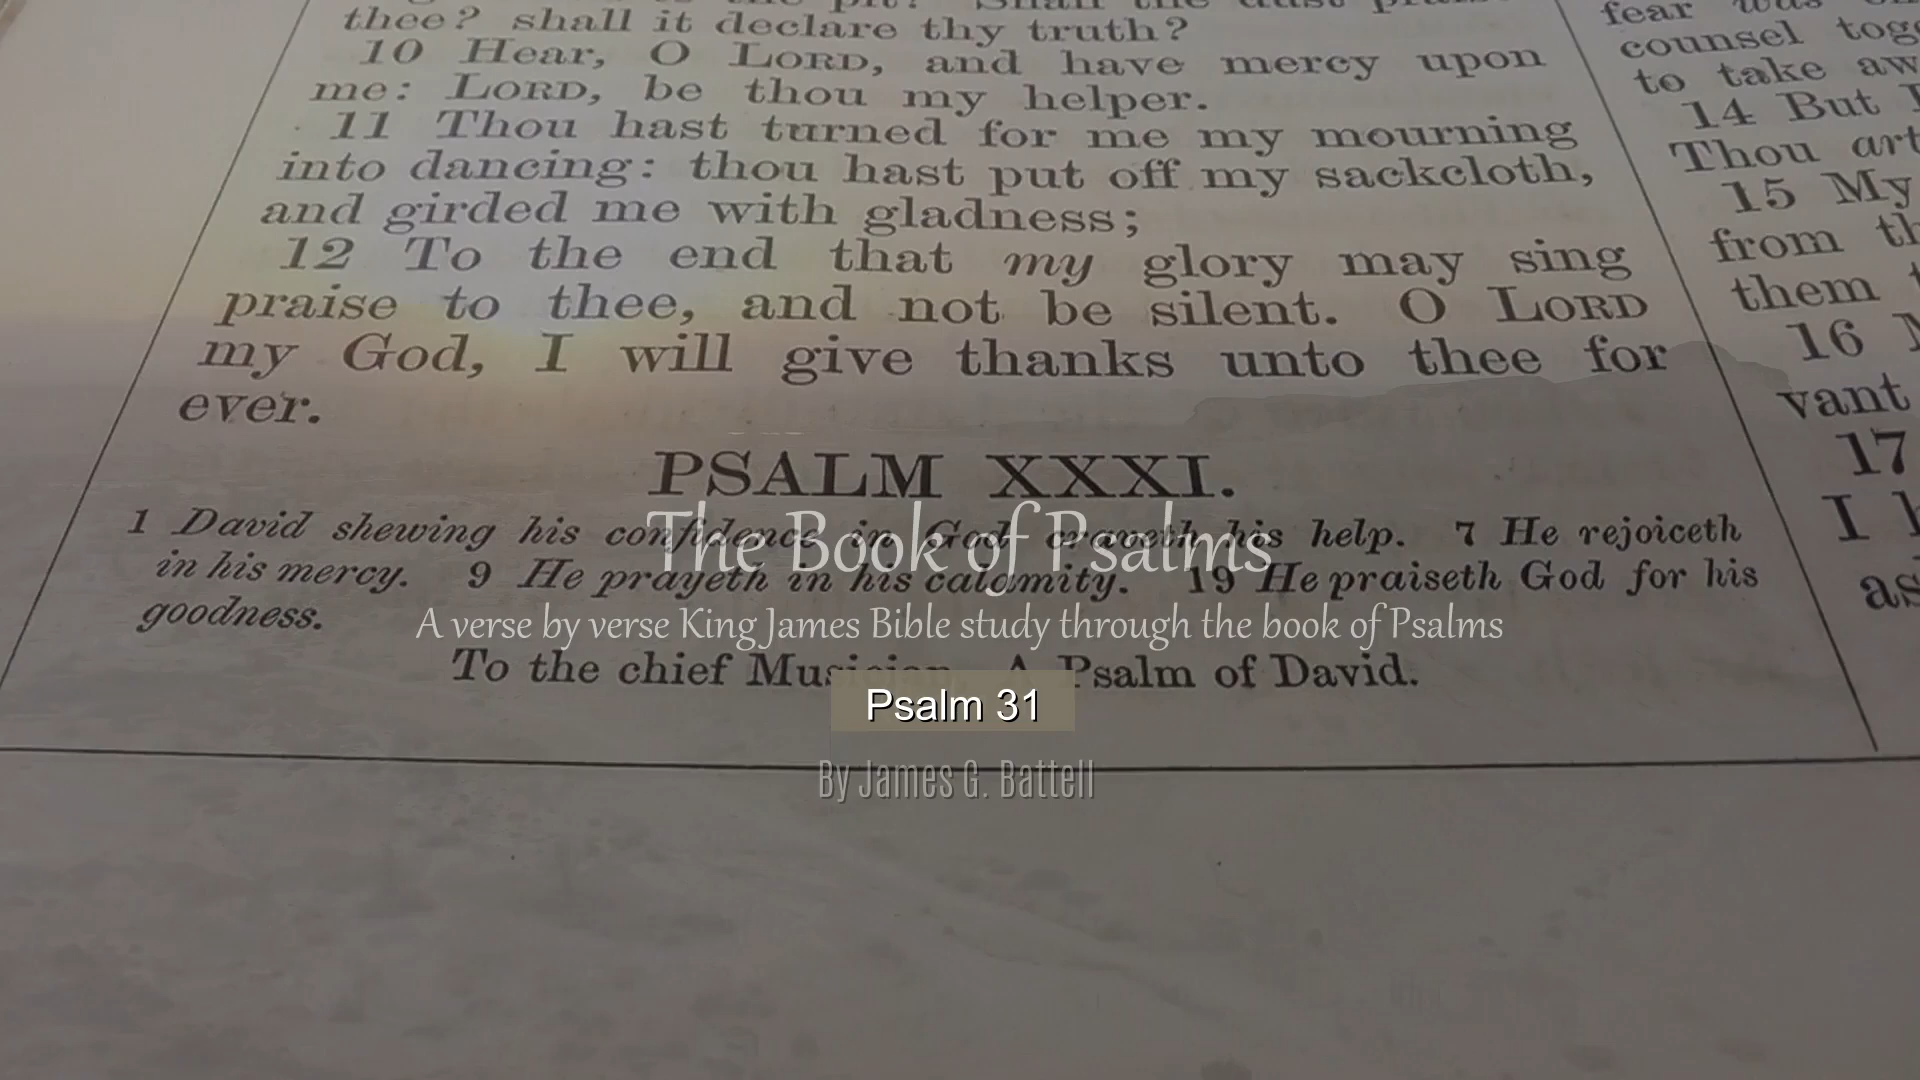 thee? shall it declare thy truth?
10 Hear, O LORD, and have mercy upon
me: LORD, be thou my helper.
11 Thou hast turned for me my mourning
into dancing: thou hast put off my sackcloth,
and girded me with gladness;
12 To the end that my glory may sing
praise to thee, and not be silent. O LORD
my God, I will give thanks unto thee for
ever.
PSALM XXXI.
1 David shewing his confidence in God craveth his help. 7 He rejoiceth
in his mercy. 9 He prayeth in his calamity. 19 He praiseth God for his
goodness.
To the chief Musician, A Psalm of David.
fear was
counsel
to take
14 But I
Thou art
15 My
from
them
16
vant
17
I
The Book of Psalms
A verse by verse King James Bible study through the book of Psalms
Psalm 31
By James G. Battell